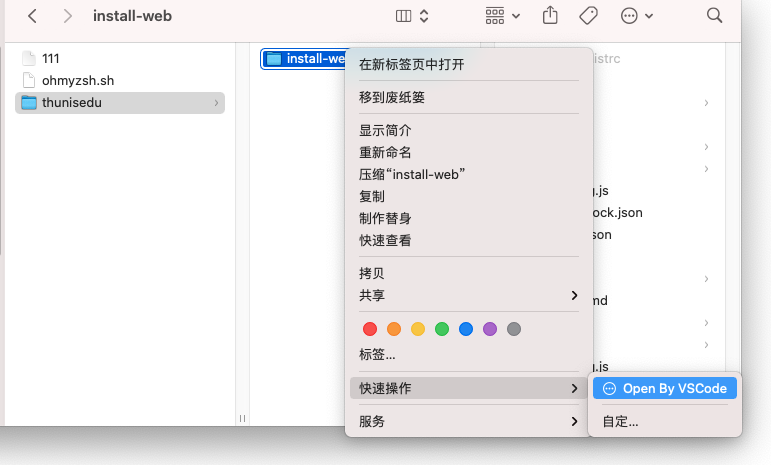 install-web
111
ohmyzsh.sh
thunisedu
install-we
在新标签页中打开
移到废纸篓
显示简介
重新命名
压缩“install-web”
复制
制作替身
快速查看
拷贝
共享
标签...
快速操作
服务
istrc
g.js
ock.json
son
md
g.js
Open By VSCode
自定...